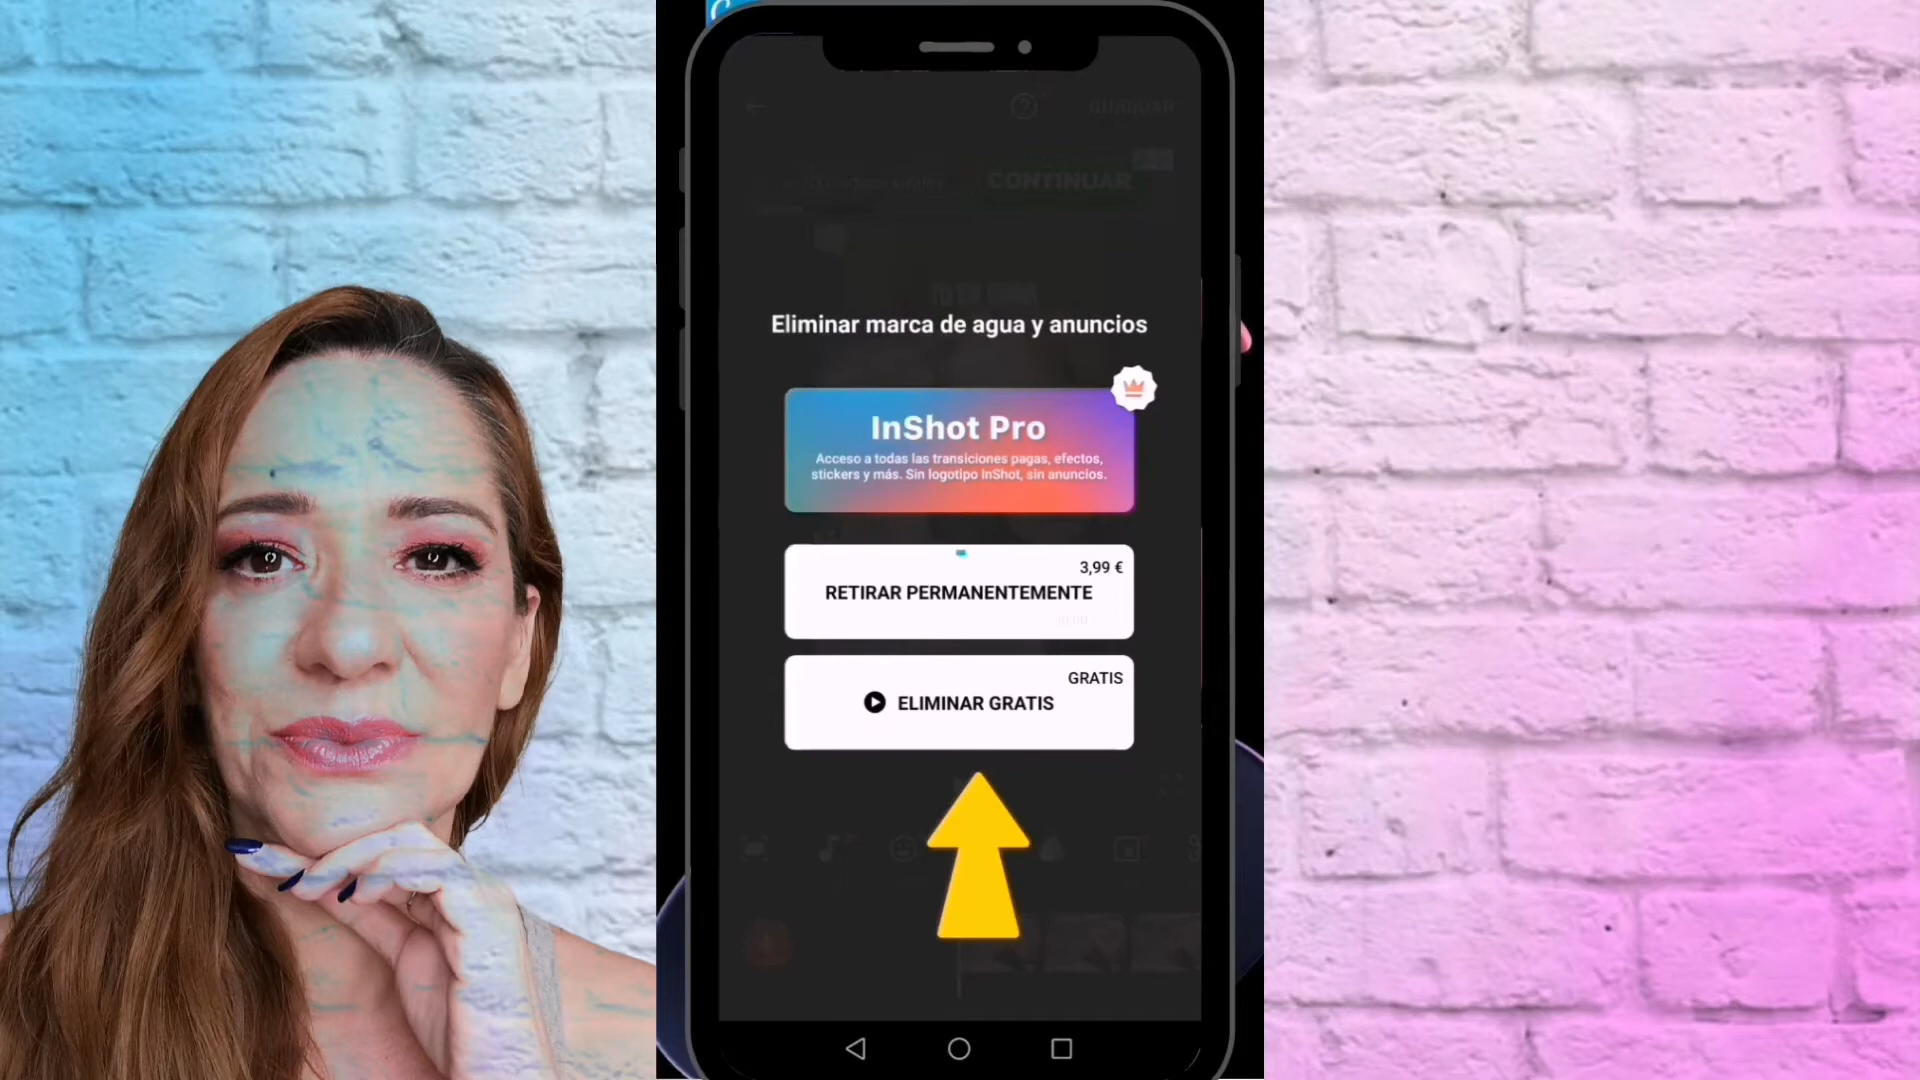 CONTINUAR
Eliminar marca de agua y anuncios
InShot Pro
Acceso a todas las transiciones pagas, efectos,
stickers y más. Sin logotipo InShot, sin anuncios.
3,99 €
RETIRAR PERMANENTEMENTE
GRATIS
ELIMINAR GRATIS